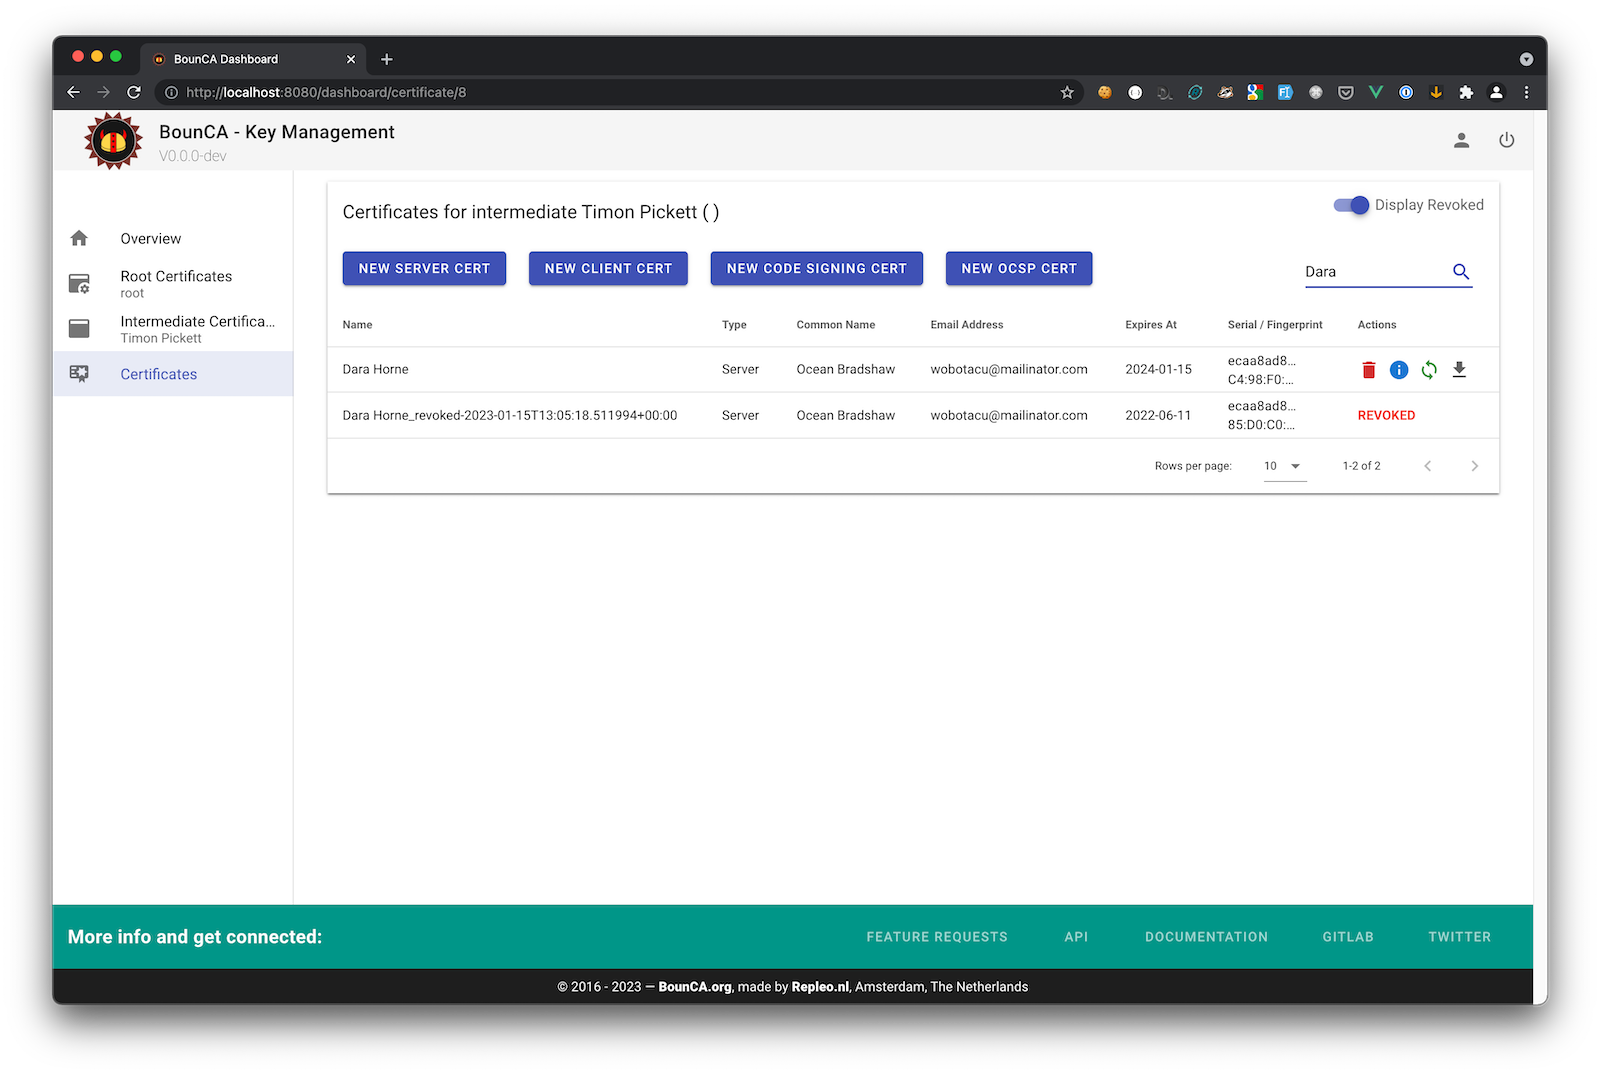 BounCA Dashboard
http://localhost:8080/dashboard/certificate/8
BounCA - Key Management
V0.0.0-dev
Overview
Root Certificates
root
Intermediate Certifica...
Timon Pickett
Certificates
Certificates for intermediate Timon Pickett ( )
Display Revoked
NEW SERVER CERT NEW CLIENT CERT NEW CODE SIGNING CERT NEW OCSP CERT
Dara
Name Type Common Name Email Address Expires At Serial / Fingerprint Actions
Dara Horne Server Ocean Bradshaw wobotacu@mailinator.com 2024-01-15 ecaa8ad8...
C4:98:F0:...
Dara Horne_revoked-2023-01-15T13:05:18.511994+00:00 Server Ocean Bradshaw wobotacu@mailinator.com 2022-06-11 ecaa8ad8...
85:D0:C0:...
REVOKED
Rows per page: 10 1-2 of 2
More info and get connected:
FEATURE REQUESTS API DOCUMENTATION GITLAB TWITTER
© 2016 - 2023 — BounCA.org, made by Repleo.nl, Amsterdam, The Netherlands